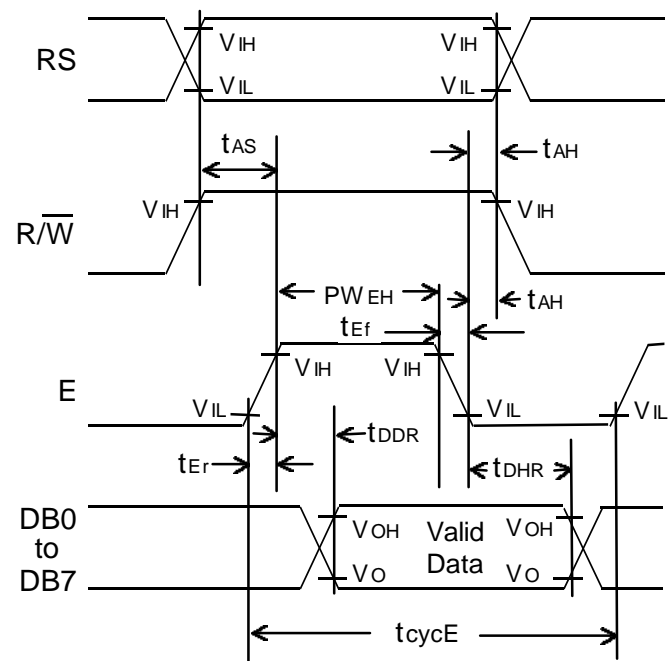 RS
VIH
VIH
VIL
VIL
tAS
tAH
R/W
VIH
VIH
PWEH
tAH
tEf
E
VIH
VIH
VIL
VIL
VIL
tDDR
tEr
tDHR
DB0
to
DB7
VOH
Valid
Data
VOH
VO
VO
tcycE